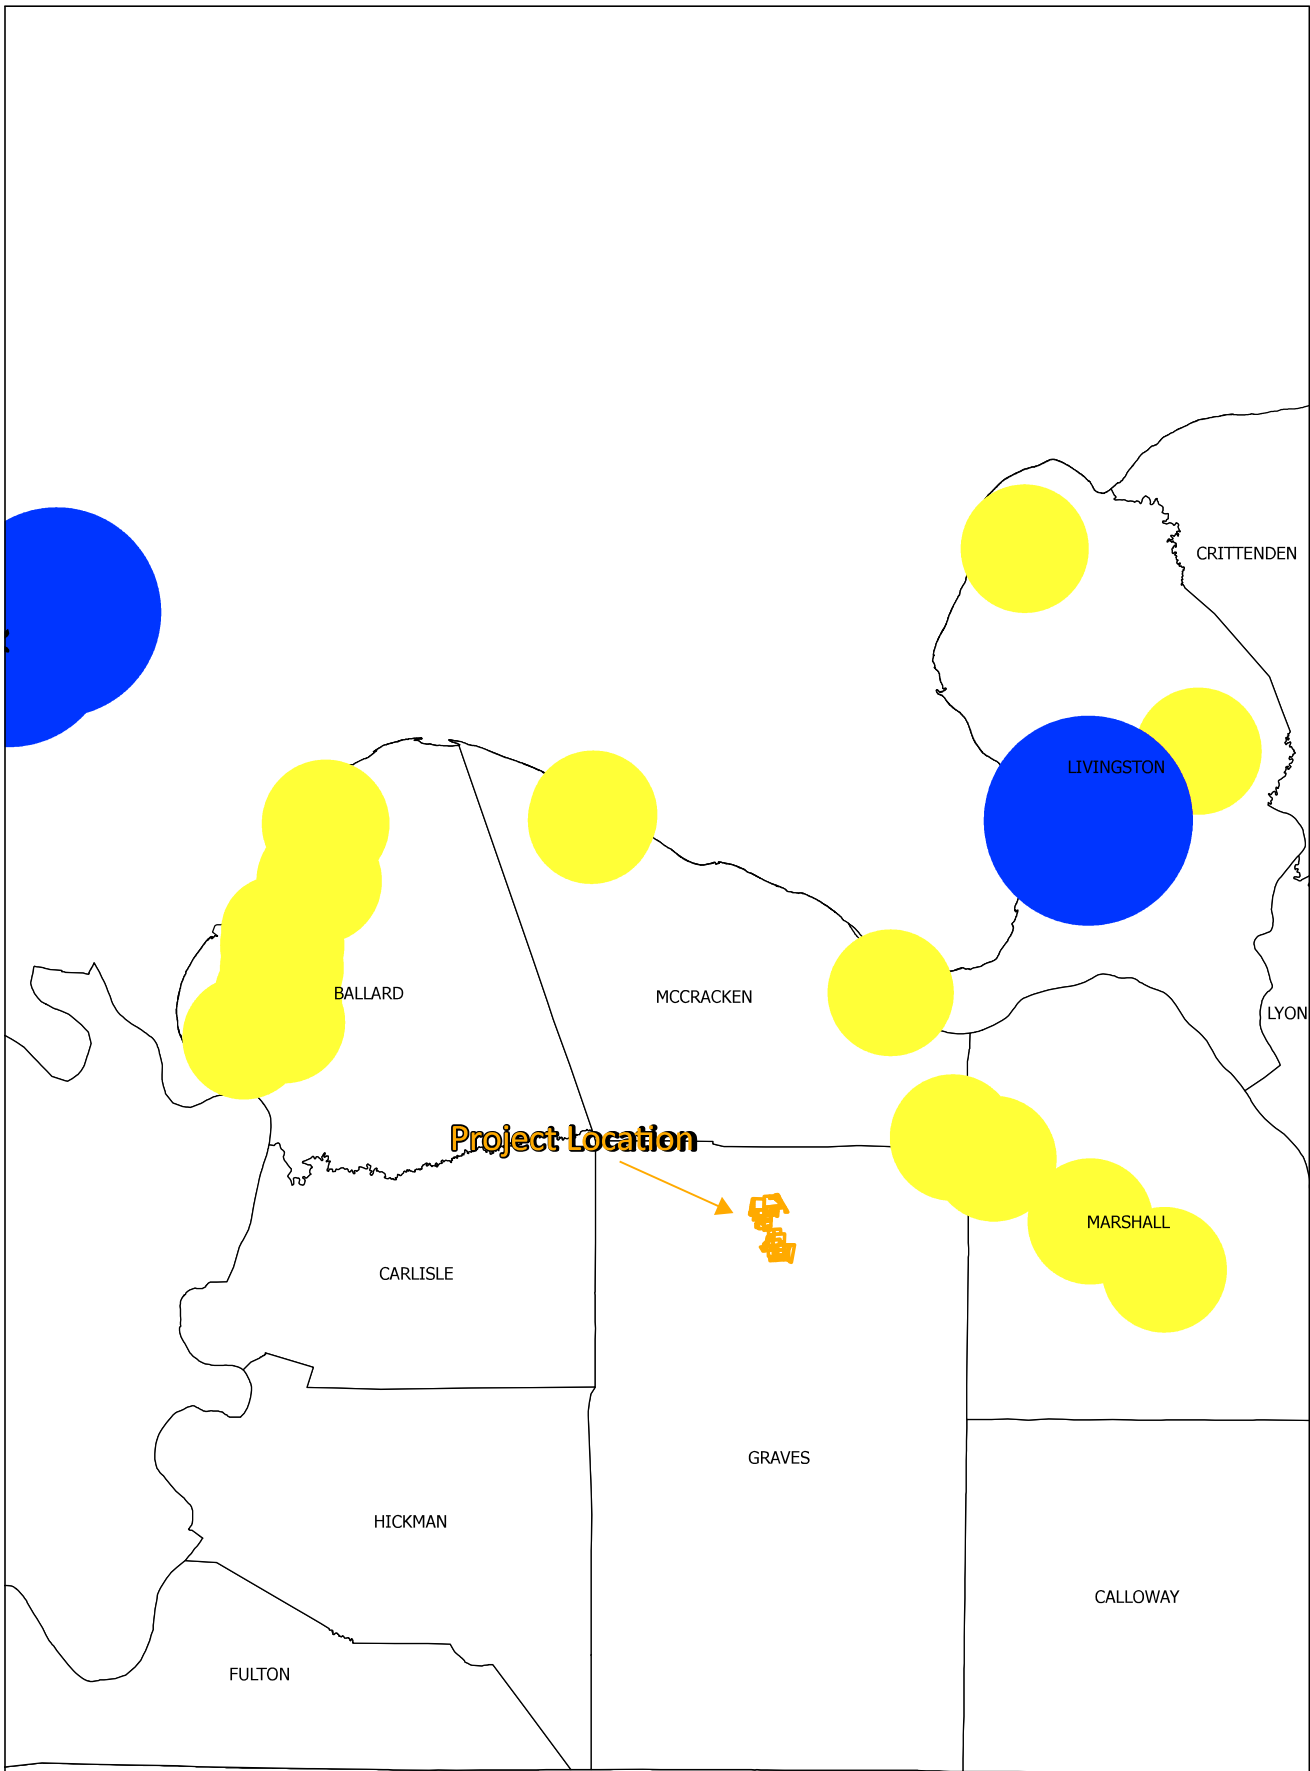 CRITTENDEN
LIVINGSTON
BALLARD
MCCRACKEN
LYON
Project Location
MARSHALL
CARLISLE
GRAVES
HICKMAN
CALLOWAY
FULTON